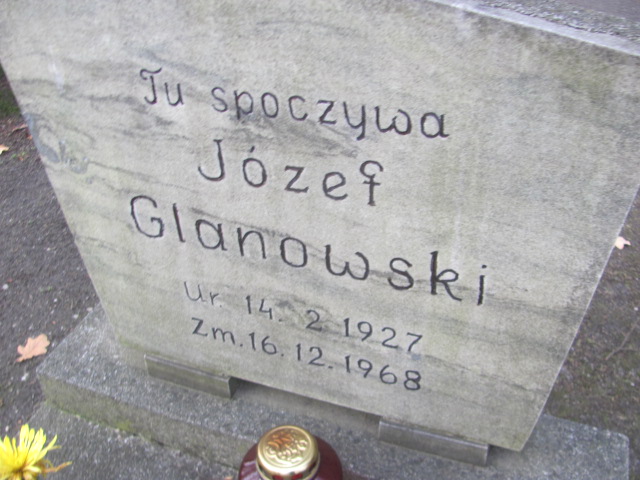 Tu spoczywa
Józef
Glanowski
Ur. 14. 2 1927
Zm. 16. 12. 1968